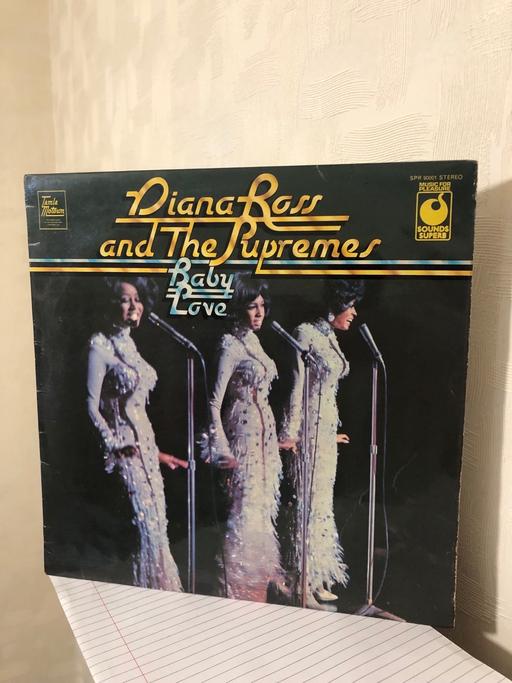 SPR 90001 STEREO
Tamla
Motown
MUSIC FOR
PLEASURE
SOUNDS
SUPERB
Diana Ross
and The Supremes
Baby
Love